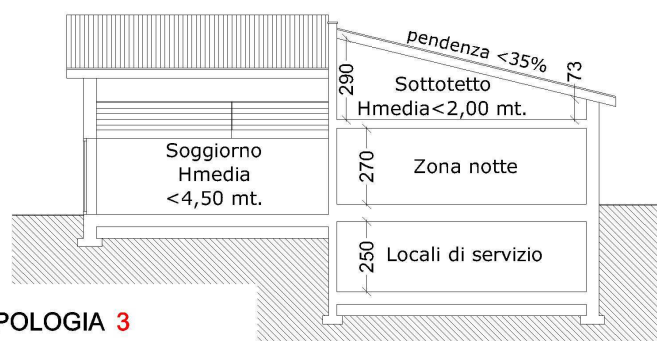 pendenza <35%
73
290
Sottotetto
Hmedia<2,00 mt.
Soggiorno
Hmedia
<4,50 mt.
270
Zona notte
250
Locali di servizio
POLOGIA 3